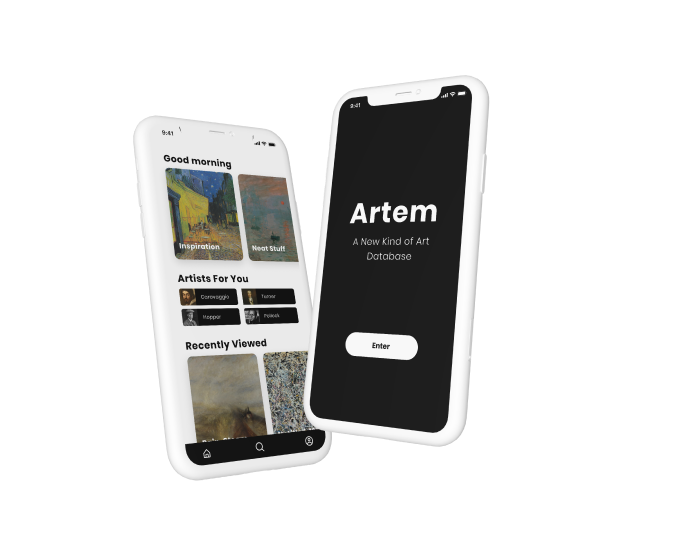 9:41
Good morning
Inspiration
Neat Stuff
Artists For You
Caravaggio
Turner
Hopper
Pollock
Recently Viewed
9:41
Artem
A New Kind of Art
Database
Enter